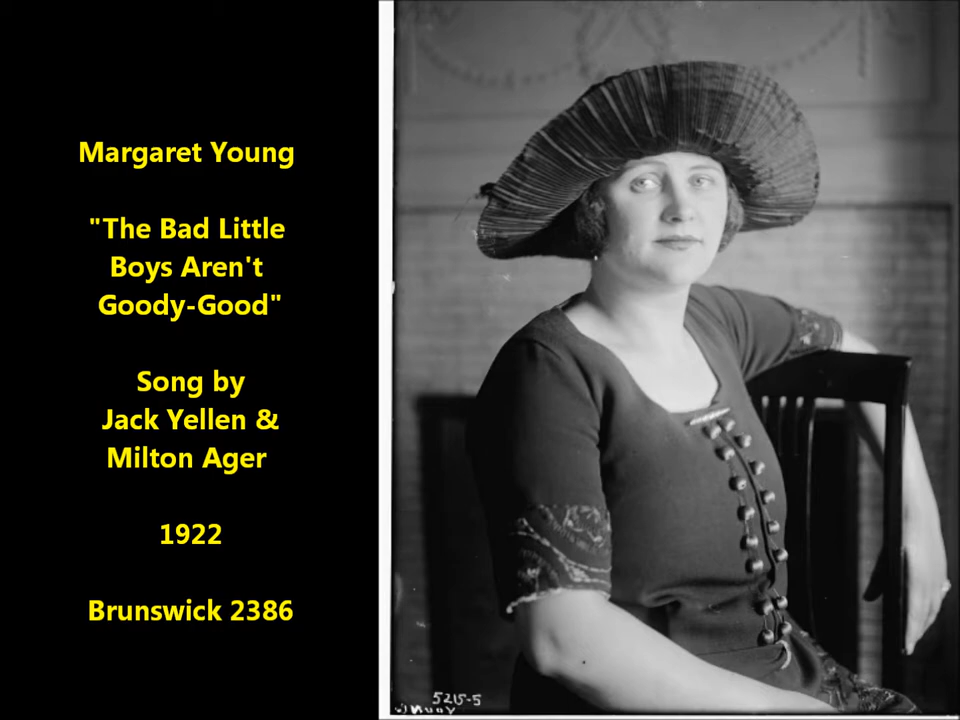 Margaret Young
"The Bad Little
Boys Aren't
Goody-Good"
Song by
Jack Yellen &
Milton Ager
1922
Brunswick 2386
5215-5